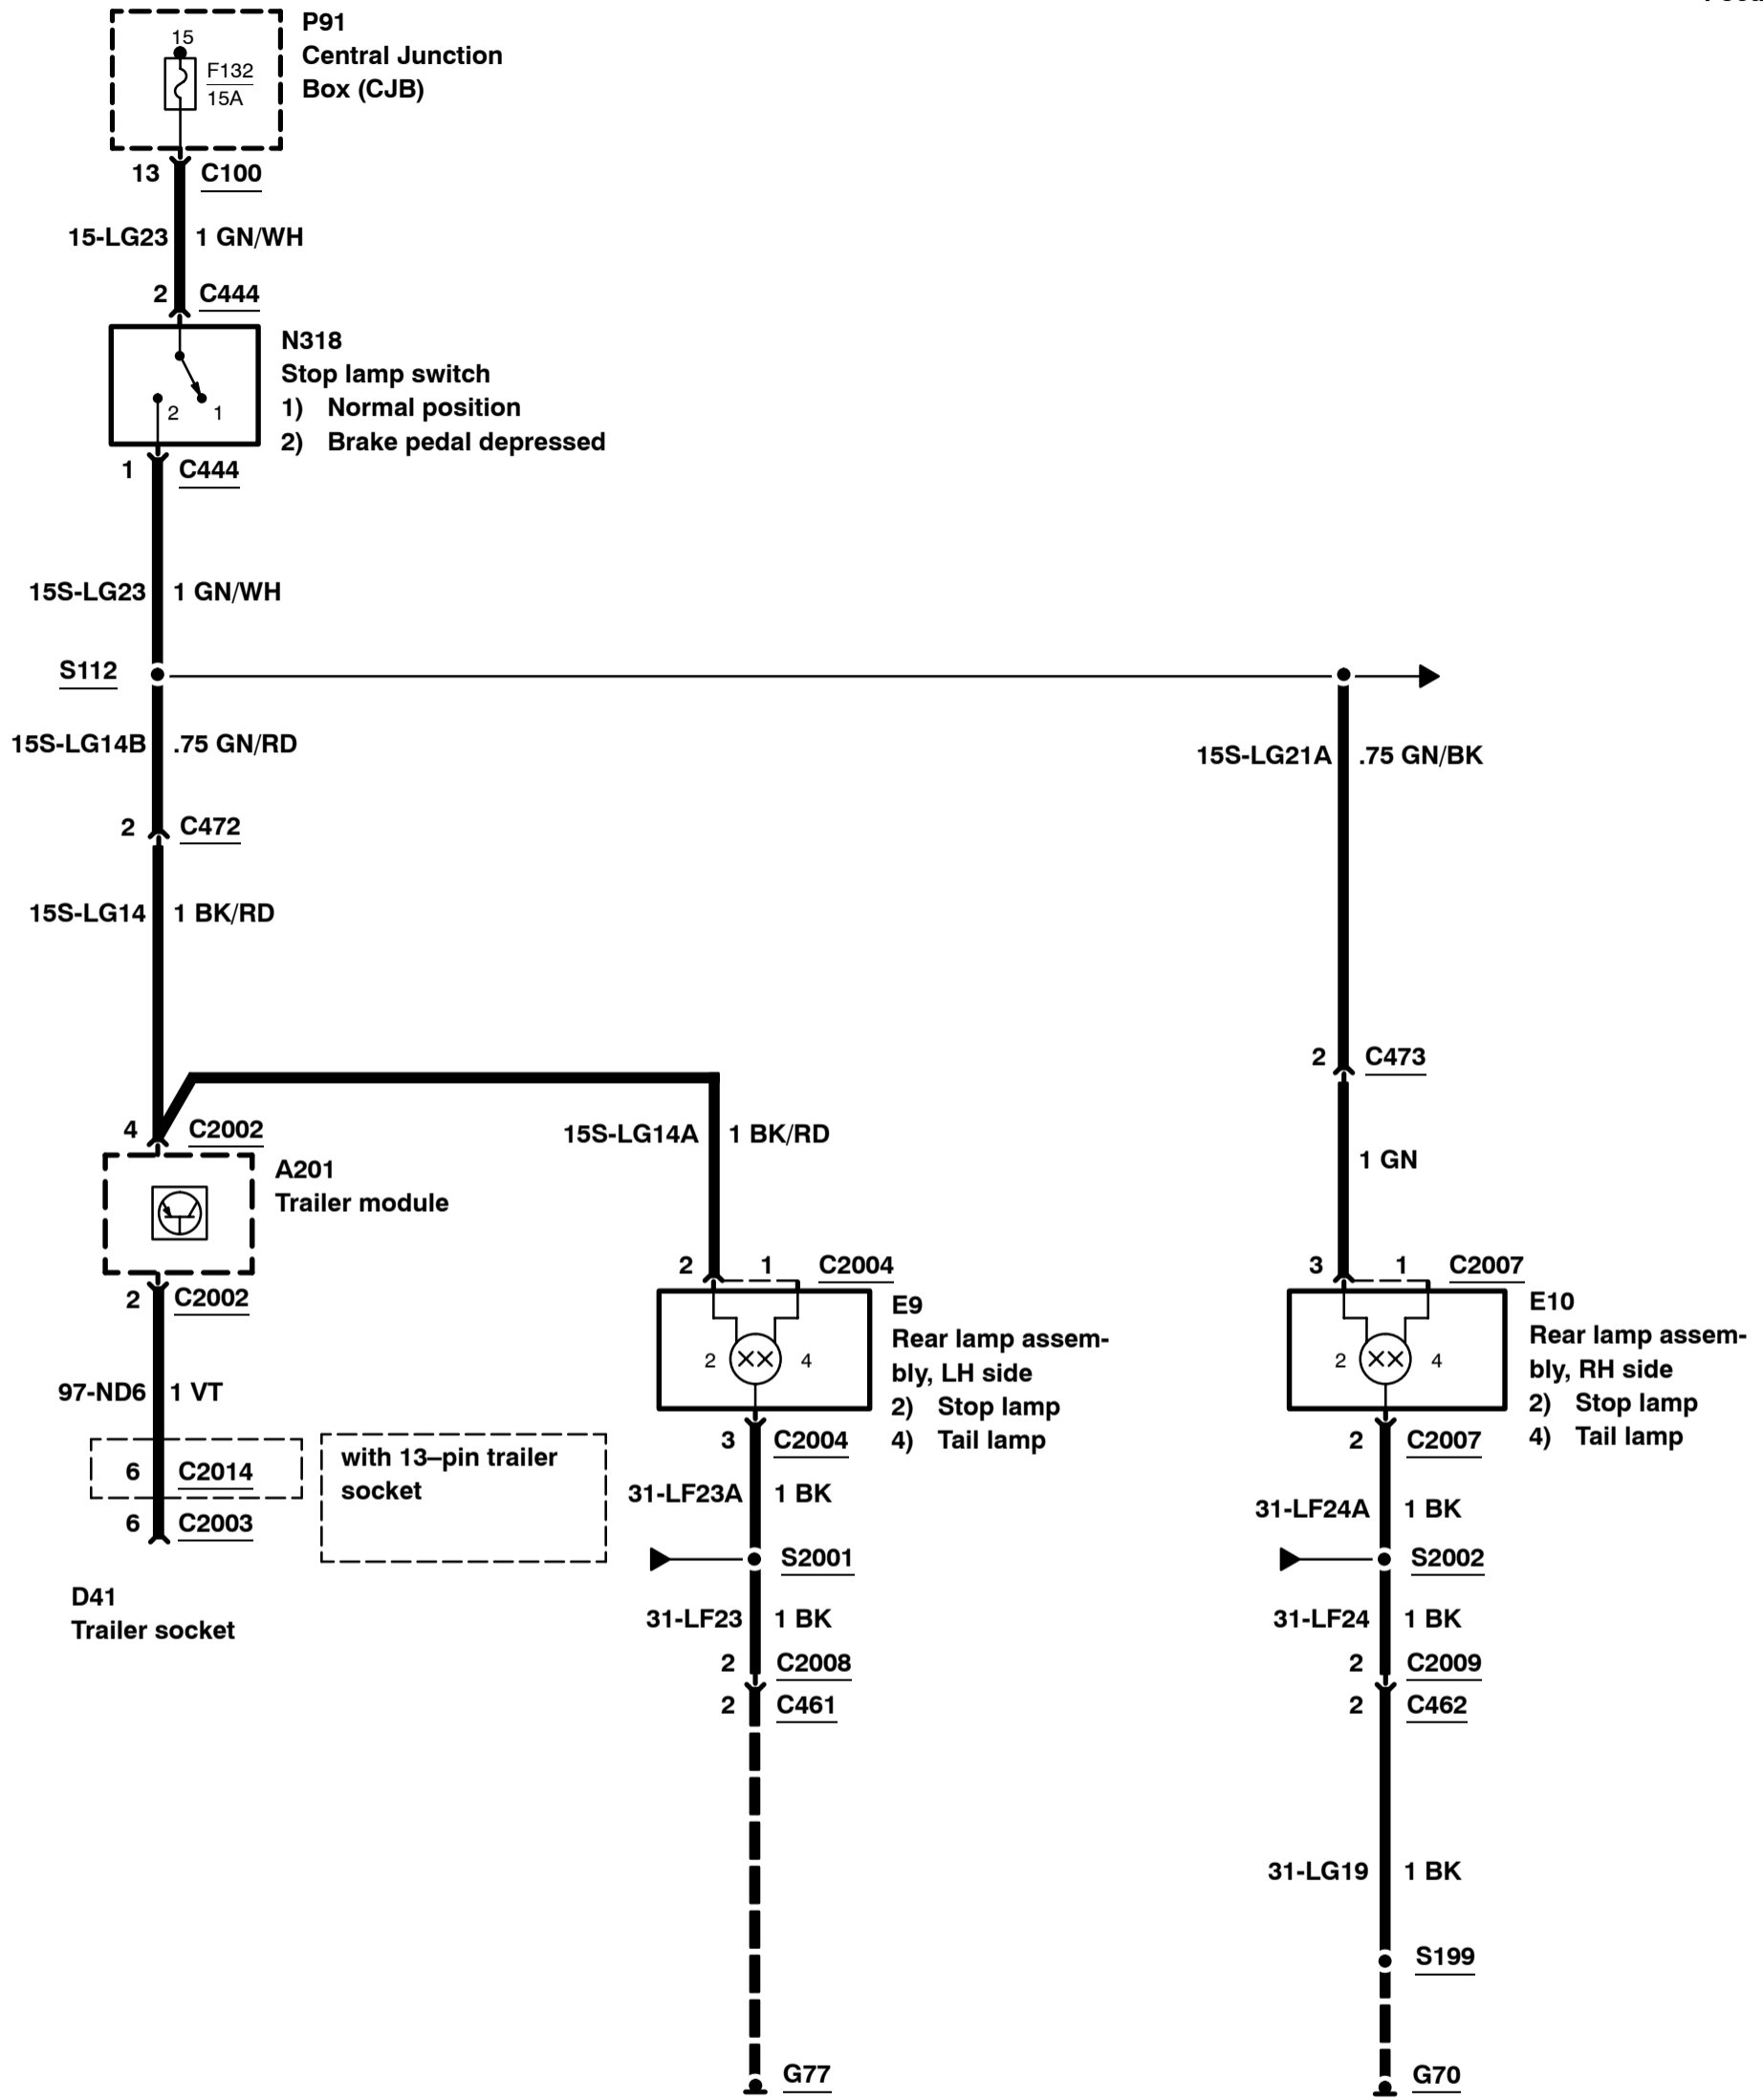 P91
Central Junction
Box (CJB)
15
F132
15A
13 C100
15-LG23 1 GN/WH
2 C444
N318
Stop lamp switch
1) Normal position
2) Brake pedal depressed
2 1
1 C444
15S-LG23 1 GN/WH
S112
15S-LG14B .75 GN/RD
15S-LG21A .75 GN/BK
2 C472
15S-LG14 1 BK/RD
2 C473
4 C2002
15S-LG14A 1 BK/RD
1 GN
A201
Trailer module
2 C2002
2 1 C2004
E9
Rear lamp assem-
bly, LH side
2) Stop lamp
4) Tail lamp
2 4
3 1 C2007
E10
Rear lamp assem-
bly, RH side
2) Stop lamp
4) Tail lamp
2 4
97-ND6 1 VT
6 C2014
6 C2003
with 13–pin trailer
socket
D41
Trailer socket
3 C2004
31-LF23A 1 BK
S2001
31-LF23 1 BK
2 C2008
2 C461
G77
2 C2007
31-LF24A 1 BK
S2002
31-LF24 1 BK
2 C2009
2 C462
31-LG19 1 BK
S199
G70